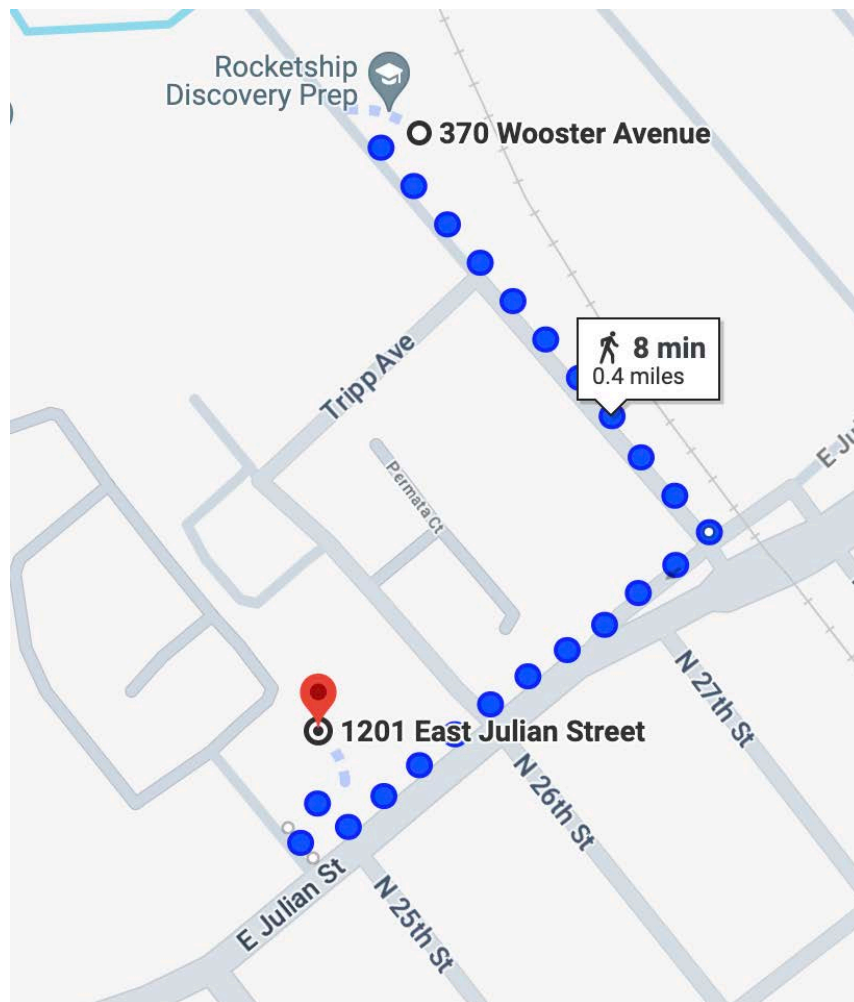 Rocketship
Discovery Prep
370 Wooster Avenue
8 min
0.4 miles
Tripp Ave
E Ju
Permata Ct
N 27th St
1201 East Julian Street
N 26th St
E Julian St
N 25th St